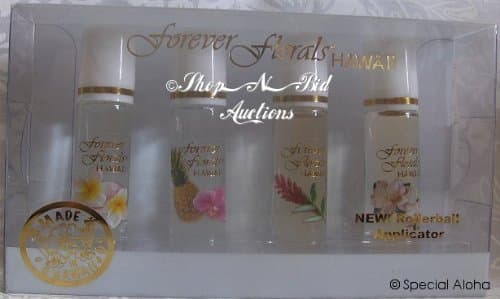 Forever Florals®
HAWAII
©Shop N Bid
Auctions
Forever
Florals
HAWAII
Forever
Florals
HAWAII
Forever
Florals
HAWAII
Forever
Florals
HAWAII
MADE
NEW! Rollerball
Applicator
© Special Aloha